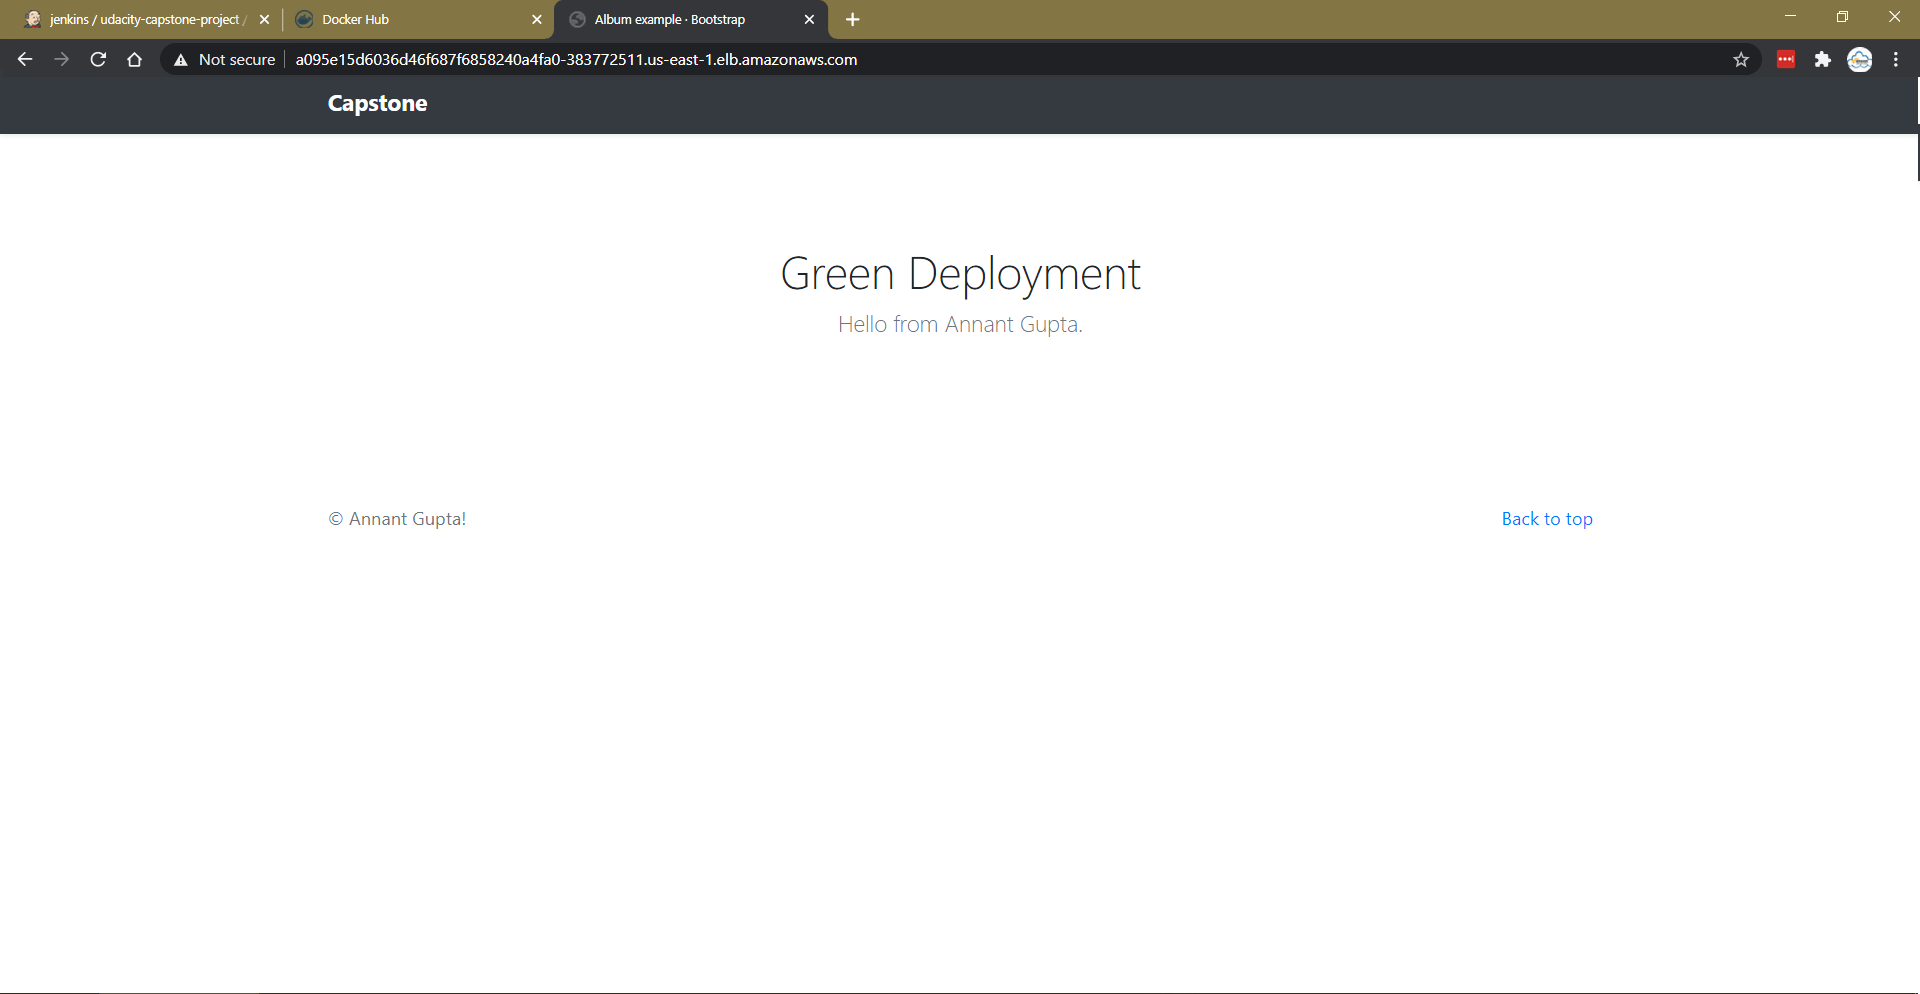 jenkins / udacity-capstone-project /
Docker Hub
Album example · Bootstrap
Not secure
a095e15d6036d46f687f6858240a4fa0-383772511.us-east-1.elb.amazonaws.com
Capstone
Green Deployment
Hello from Annant Gupta.
© Annant Gupta!
Back to top